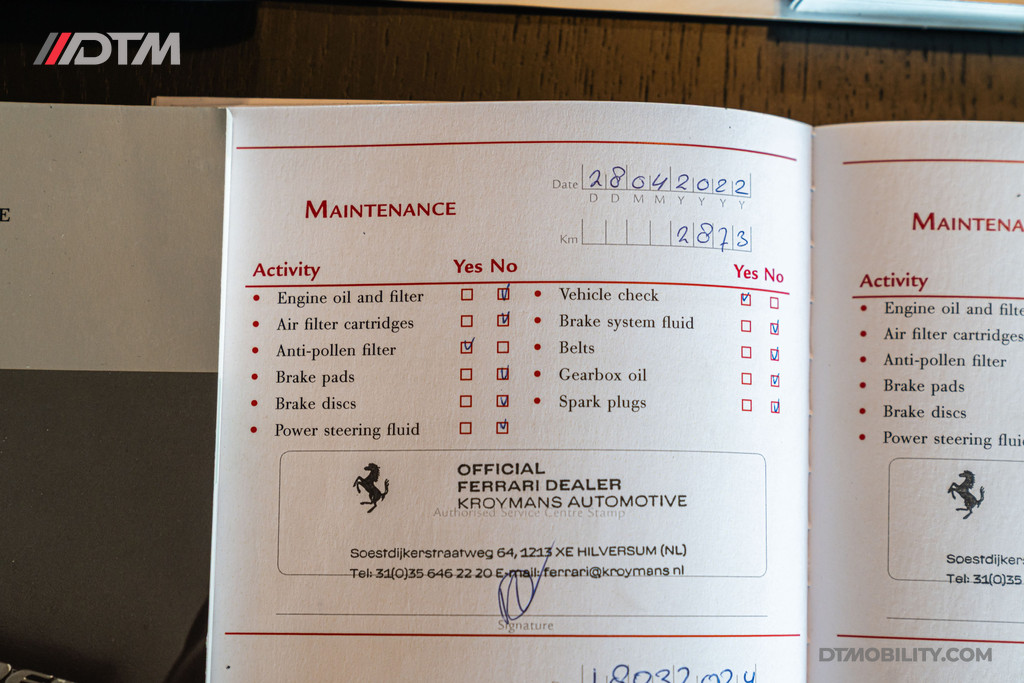 DTM
E
Date 28042022
D D M M Y Y Y Y
MAINTENANCE
Km 2873
Activity Yes No Yes No
• Engine oil and filter
• Vehicle check
• Air filter cartridges
• Brake system fluid
• Anti-pollen filter
• Belts
• Brake pads
• Gearbox oil
• Brake discs
• Spark plugs
• Power steering fluid
OFFICIAL
FERRARI DEALER
KROYMANS AUTOMOTIVE
Authorised Service Centre Stamp
Soestdijkerstraatweg 64, 1213 XE HILVERSUM (NL)
Tel: 31(0)35 646 22 20 E-mail: ferrari@kroymans nl
Signature
18032024
MAINTENA
Activity
• Engine oil and filte
• Air filter cartridges
• Anti-pollen filter
• Brake pads
• Brake discs
• Power steering flui
Soestdijkers
Tel: 31(0)35
DTMOBILITY.COM